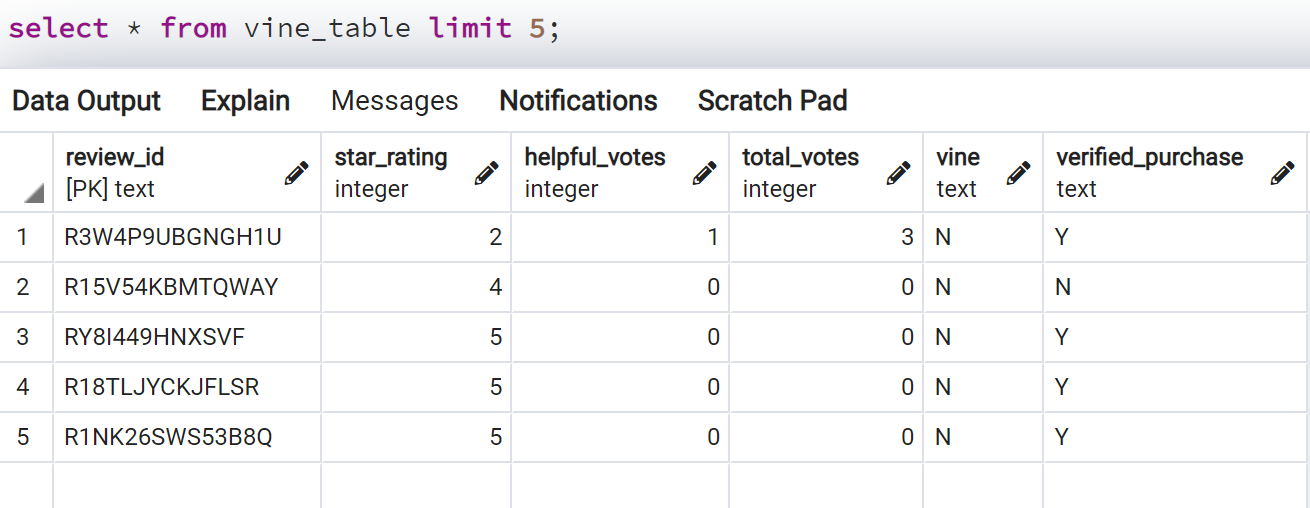 select * from vine_table limit 5;
Data Output Explain Messages Notifications Scratch Pad
review_id star_rating helpful_votes total_votes vine verified_purchase
[PK] text integer integer integer text text
1 R3W4P9UBGNGH1U 2 1 3 N Y
2 R15V54KBMTQWAY 4 0 0 N N
3 RY8I449HNXSVF 5 0 0 N Y
4 R18TLJYCKJFLSR 5 0 0 N Y
5 R1NK26SWS53B8Q 5 0 0 N Y